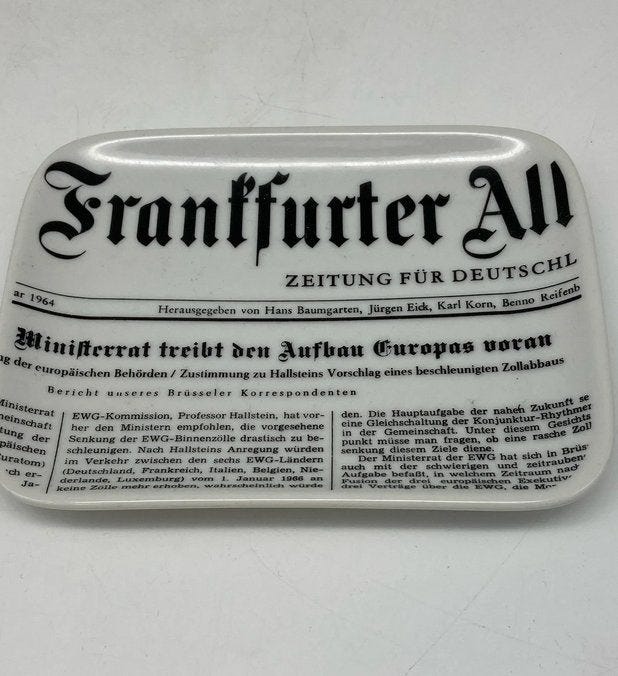 Frankfurter All
ZEITUNG FÜR DEUTSCHL
ar 1964
Herausgegeben von Hans Baumgarten, Jürgen Eick, Karl Korn, Benno Reifenb
Ministerrat treibt den Aufbau Europas voran
ng der europäischen Behörden / Zustimmung zu Hallsteins Vorschlag eines beschleunigten Zollabbaus
Bericht unseres Brüsseler Korrespondenten
Ministerrat
meinschaft
tung der
päischen
uratom)
ch er-
Ja-
EWG-Kommission, Professor Hallstein, hat vor-
her den Ministern empfohlen, die vorgesehene
Senkung der EWG-Binnenzölle drastisch zu be-
schleunigen. Nach Hallsteins Anregung würden
im Verkehr zwischen den sechs EWG-Ländern
(Deutschland, Frankreich, Italien, Belgien, Nie-
derlande, Luxemburg) vom 1. Januar 1966 an
keine Zölle mehr erhoben, wahrscheinlich würde
den. Die Hauptaufgabe der nahen Zukunft se
eine Gleichschaltung der Konjunktur-Rhythmen
in der Gemeinschaft. Unter diesem Gesichts
punkt müsse man fragen, ob eine rasche Zoll
senkung diesem Ziele diene.
Der Ministerrat der EWG hat sich in Brüs
auch mit der schwierigen und zeitrauben
Aufgabe befaßt, in welchem Zeitraum nach
Fusion der drei europäischen Exekutiv
drei Verträge über die EWG, die Mo